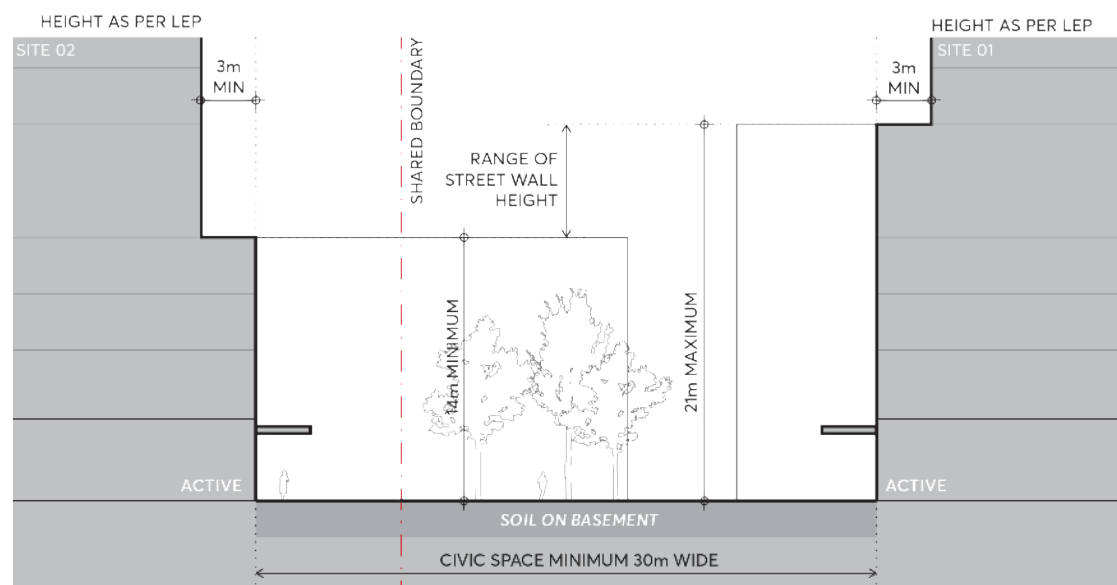 HEIGHT AS PER LEP
HEIGHT AS PER LEP
SITE 02
SITE 01
3m
MIN
SHARED BOUNDARY
3m
MIN
RANGE OF
STREET WALL
HEIGHT
14m MINIMUM
21m MAXIMUM
ACTIVE
ACTIVE
SOIL ON BASEMENT
CIVIC SPACE MINIMUM 30m WIDE